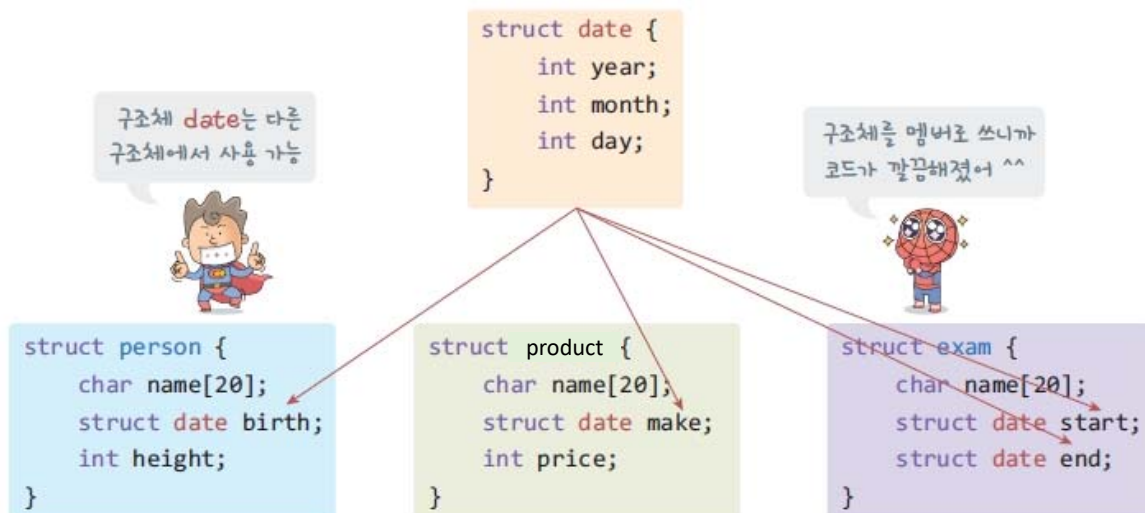 struct date {
int year;
int month;
int day;
}
구조체 date는 다른
구조체에서 사용 가능
구조체를 멤버로 쓰니까
코드가 깔끔해졌어 ^^
struct person {
char name[20];
struct date birth;
int height;
}
struct product {
char name[20];
struct date make;
int price;
}
struct exam {
char name[20];
struct date start;
struct date end;
}